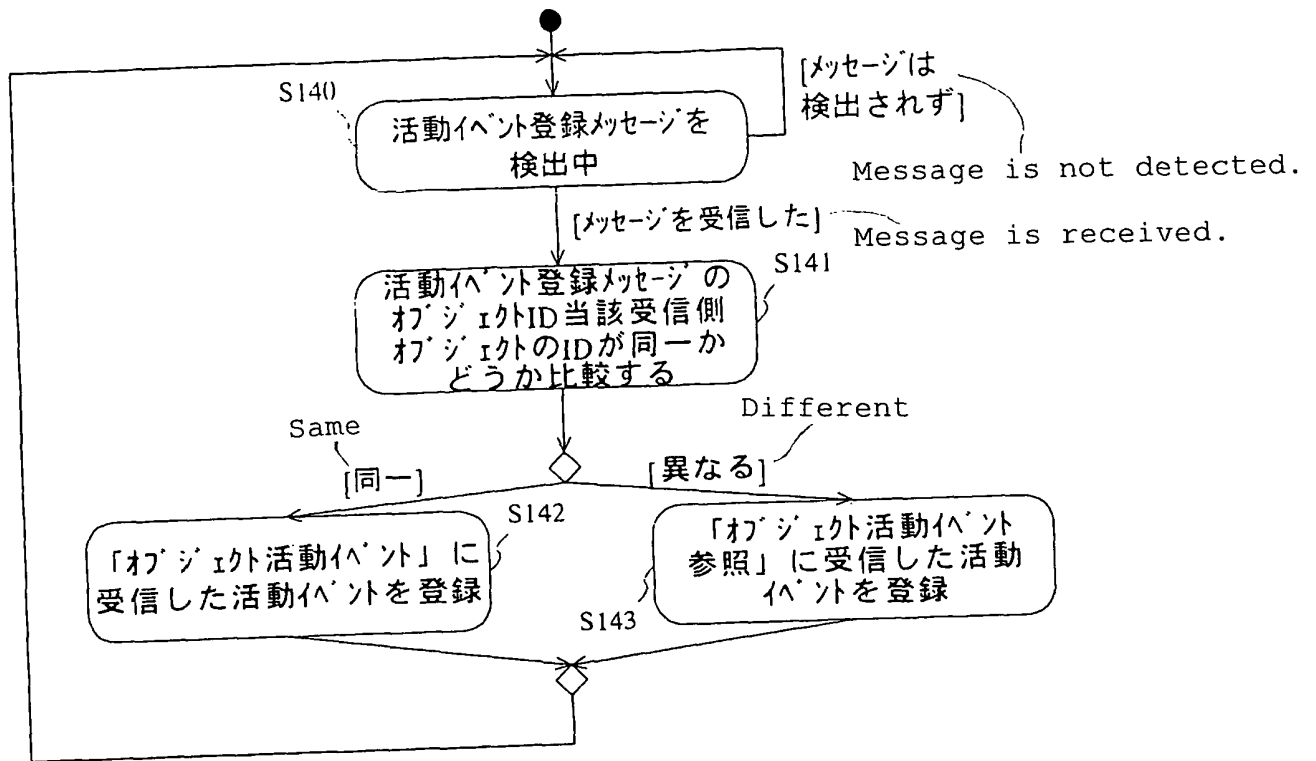 S140
活動イベント登録メッセージを
検出中
[メッセージは
検出されず]
Message is not detected.
[メッセージを受信した]
Message is received.
S141
活動イベント登録メッセージの
オブジェクトID当該受信側
オブジェクトのIDが同一か
どうか比較する
Same
Different
[同一]
[異なる]
S142
「オブジェクト活動イベント」に
受信した活動イベントを登録
「オブジェクト活動イベント
参照」に受信した活動
イベントを登録
S143